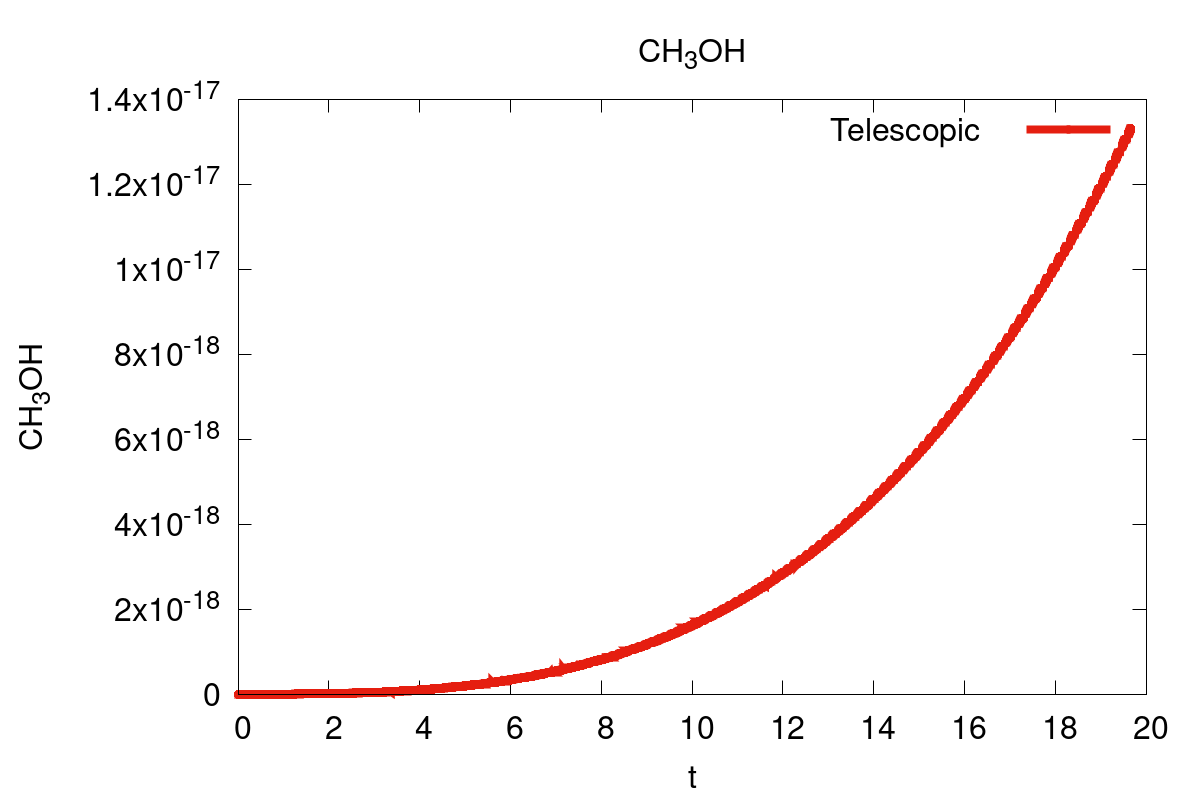 CH₃OH
1.4x10⁻¹⁷
Telescopic
1.2x10⁻¹⁷
1x10⁻¹⁷
8x10⁻¹⁸
6x10⁻¹⁸
4x10⁻¹⁸
2x10⁻¹⁸
0
CH₃OH
0 2 4 6 8 10 12 14 16 18 20
t